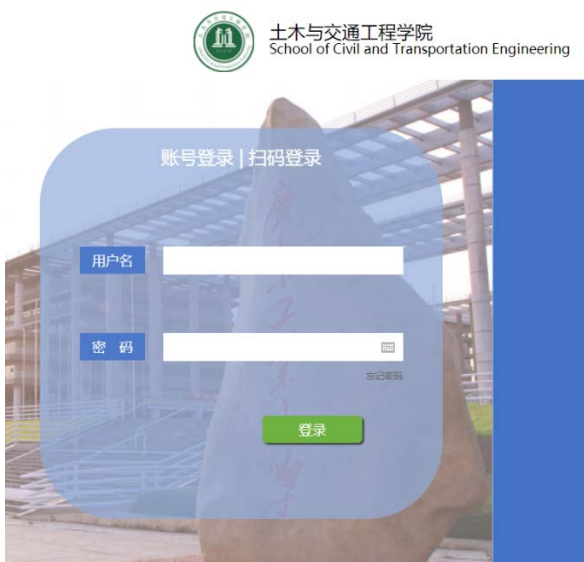 土木与交通工程学院
School of Civil and Transportation Engineering
账号登录 | 扫码登录
用户名
密 码
忘记密码
登录